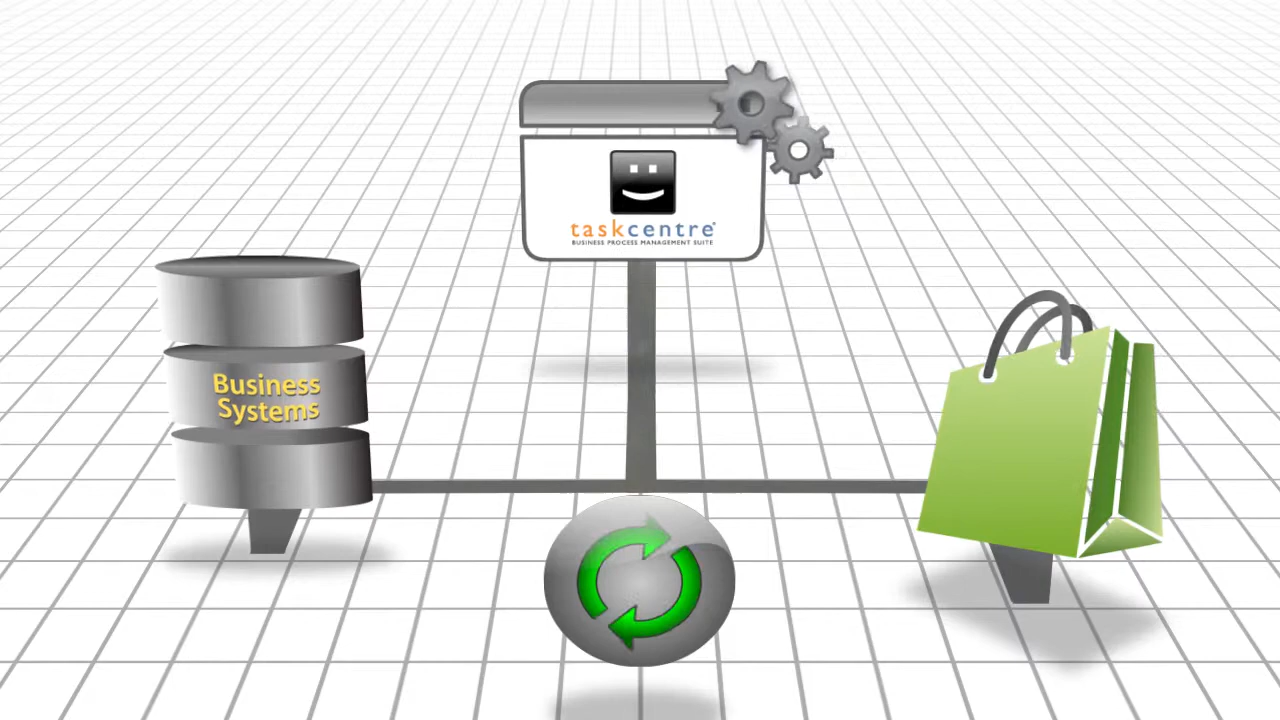 taskcentre®
BUSINESS PROCESS MANAGEMENT SUITE
Business
Systems